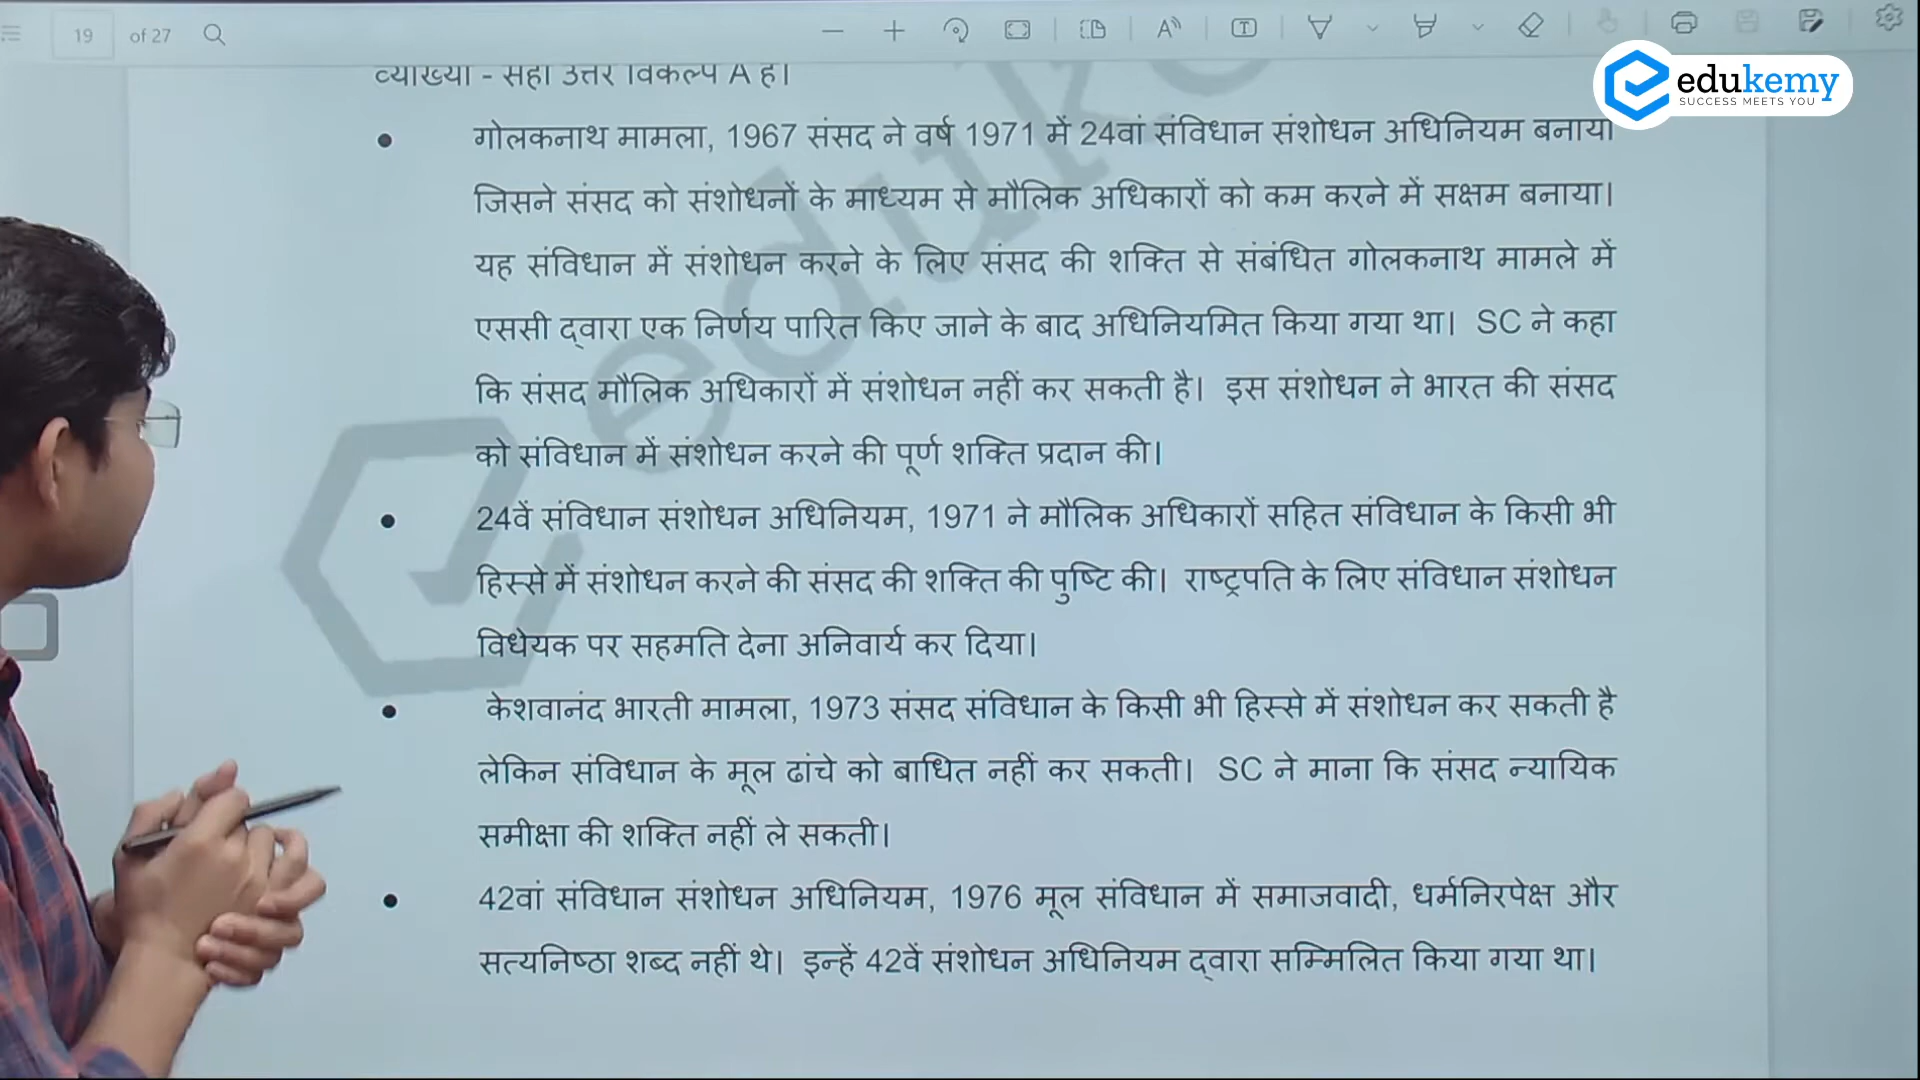 19 of 27
edukemy
SUCCESS MEETS YOU
व्याख्या - सही उत्तर विकल्प A है।
● गोलकनाथ मामला, 1967 संसद ने वर्ष 1971 में 24वां संविधान संशोधन अधिनियम बनाया
जिसने संसद को संशोधनों के माध्यम से मौलिक अधिकारों को कम करने में सक्षम बनाया।
यह संविधान में संशोधन करने के लिए संसद की शक्ति से संबंधित गोलकनाथ मामले में
एससी द्वारा एक निर्णय पारित किए जाने के बाद अधिनियमित किया गया था। SC ने कहा
कि संसद मौलिक अधिकारों में संशोधन नहीं कर सकती है। इस संशोधन ने भारत की संसद
को संविधान में संशोधन करने की पूर्ण शक्ति प्रदान की।
● 24वें संविधान संशोधन अधिनियम, 1971 ने मौलिक अधिकारों सहित संविधान के किसी भी
हिस्से में संशोधन करने की संसद की शक्ति की पुष्टि की। राष्ट्रपति के लिए संविधान संशोधन
विधेयक पर सहमति देना अनिवार्य कर दिया।
● केशवानंद भारती मामला, 1973 संसद संविधान के किसी भी हिस्से में संशोधन कर सकती है
लेकिन संविधान के मूल ढांचे को बाधित नहीं कर सकती। SC ने माना कि संसद न्यायिक
समीक्षा की शक्ति नहीं ले सकती।
● 42वां संविधान संशोधन अधिनियम, 1976 मूल संविधान में समाजवादी, धर्मनिरपेक्ष और
सत्यनिष्ठा शब्द नहीं थे। इन्हें 42वें संशोधन अधिनियम द्वारा सम्मिलित किया गया था।